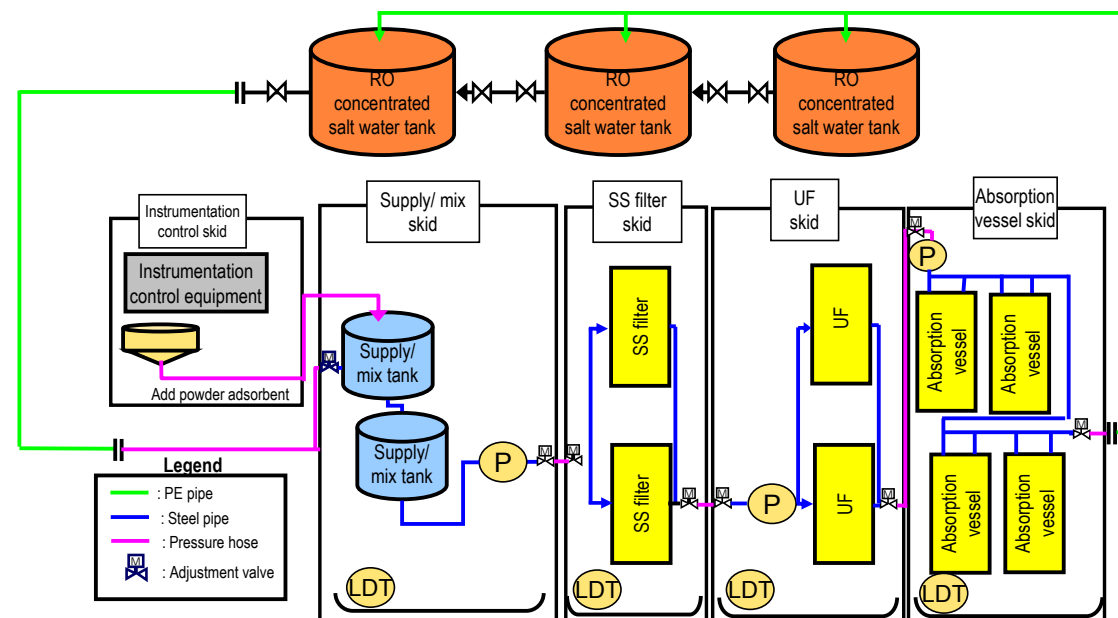 RO
concentrated
salt water tank
RO
concentrated
salt water tank
RO
concentrated
salt water tank
Instrumentation
control skid
Instrumentation
control equipment
Add powder adsorbent
Supply/ mix
skid
M
Supply/
mix tank
Supply/
mix tank
P
M
LDT
SS filter
skid
M
SS filter
SS filter
M
LDT
UF
skid
M
P
UF
UF
M
LDT
Absorption
vessel skid
M
P
Absorption
vessel
Absorption
vessel
M
Absorption
vessel
Absorption
vessel
LDT
Legend
: PE pipe
: Steel pipe
: Pressure hose
M
: Adjustment valve